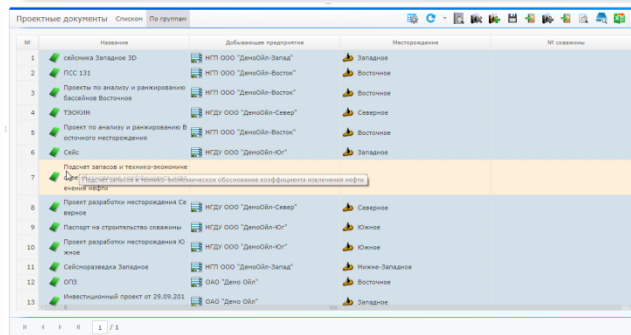 Проектные документы Списком По группам
№ Название Добывающее предприятие Месторождение № скважины
1 сейсмика Западное 3D НГП ООО "ДемоОйл-Запад" Западное
2 ПСС 131 НГП ООО "ДемоОйл-Восток" Восточное
3 Проекты по анализу и ранжированию бассейнов Восточное НГП ООО "ДемоОйл-Восток" Восточное
4 ТЭОКИН НГДУ ООО "ДемоОйл-Север" Северное
5 Проект по анализу и ранжированию В
осточного месторождения НГП ООО "ДемоОйл-Восток" Восточное
6 Сейс НГДУ ООО "ДемоОйл-Юг" Западное
Подсчет запасов и технико-экономиче
7
Подсчет запасов и технико-экономическое обоснование коэффициента извлечения нефти
ечения нефти
8 Проект разработки месторождения Се
верное НГДУ ООО "ДемоОйл-Север" Северное
9 Паспорт на строительство скважины НГДУ ООО "ДемоОйл-Юг" Южное
10 Проект разработки месторождения Ю
жное НГДУ ООО "ДемоОйл-Юг" Южное
11 Сейсморазведка Западное НГП ООО "ДемоОйл-Запад" Нижне-Западное
12 ОПЗ ОАО "Демо Ойл" Восточное
13 Инвестиционный проект от 29.09.201 ОАО "Демо Ойл" Западное
1 / 1